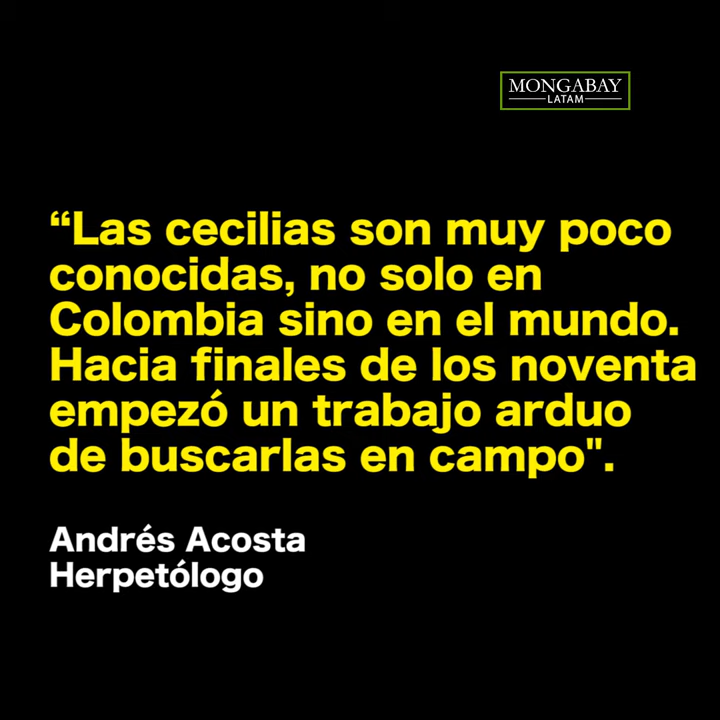 MONGABAY
LATAM
“Las cecilias son muy poco
conocidas, no solo en
Colombia sino en el mundo.
Hacia finales de los noventa
empezó un trabajo arduo
de buscarlas en campo".
Andrés Acosta
Herpetólogo